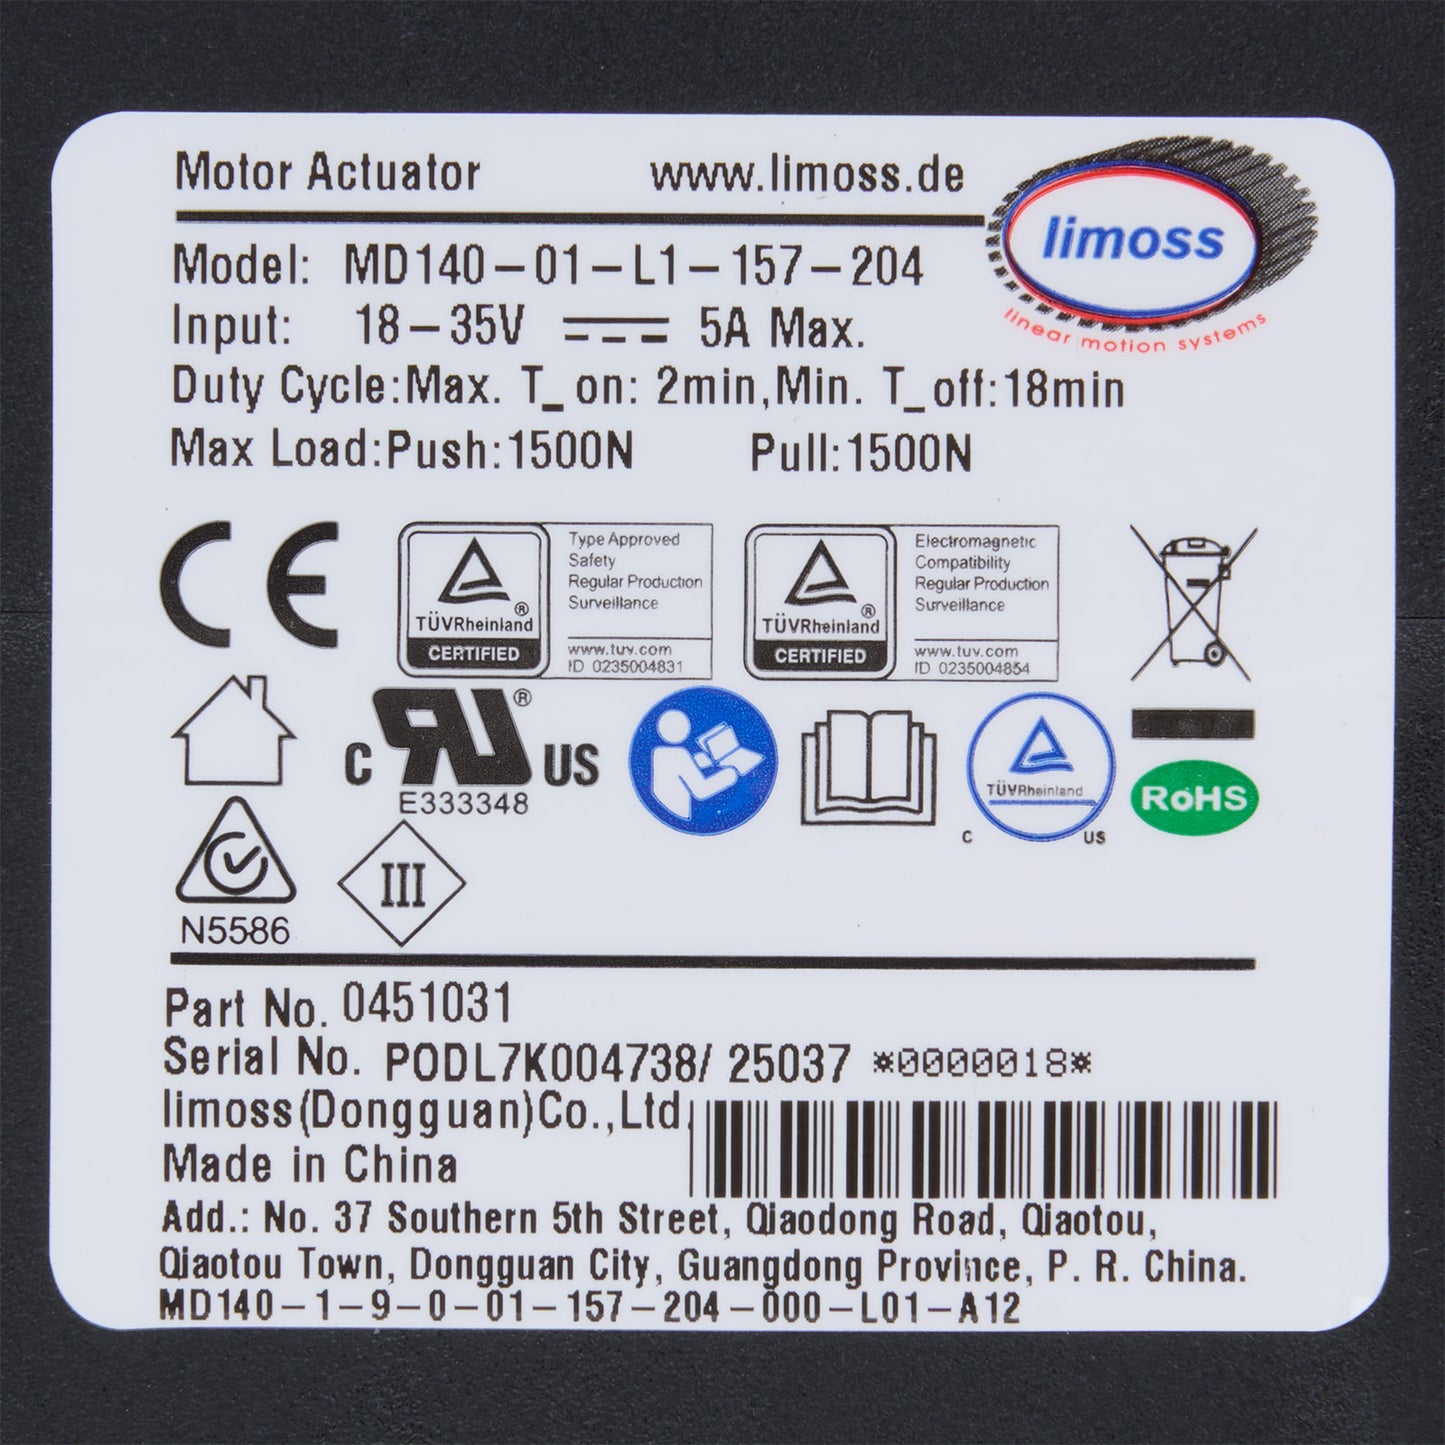 Motor Actuator www.limoss.de
limoss
linear motion systems
Model: MD140-01-L1-157-204
Input: 18-35V 5A Max.
Duty Cycle:Max. T_on: 2min,Min. T_off:18min
Max Load:Push:1500N Pull:1500N
CE
TÜVRheinland®
CERTIFIED
Type Approved
Safety
Regular Production
Surveillance
www.tuv.com
ID 0235004831
TÜVRheinland®
CERTIFIED
Electromagnetic
Compatibility
Regular Production
Surveillance
www.tuv.com
ID 0235004854
c RU® US
E333348
TÜVRheinland
C US
RoHS
N5586
III
Part No. 0451031
Serial No. PODL7K004738/ 25037 *0000018*
limoss(Dongguan)Co.,Ltd.
Made in China
Add.: No. 37 Southern 5th Street, Qiaodong Road, Qiaotou,
Qiaotou Town, Dongguan City, Guangdong Province, P. R. China.
MD140-1-9-0-01-157-204-000-L01-A12